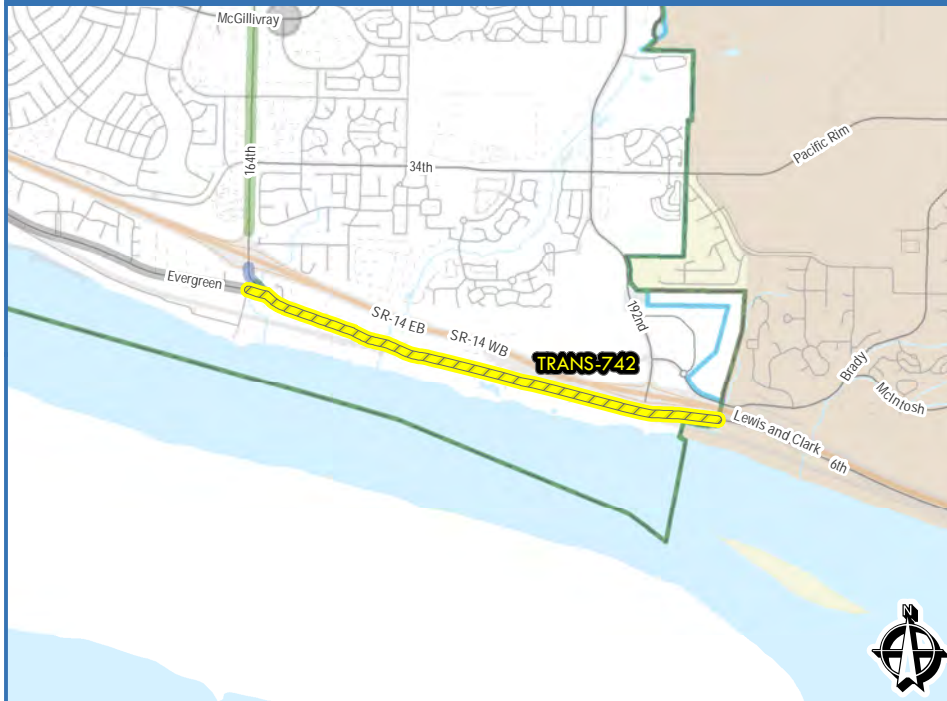 McGillivray
164th
34th
Pacific Rim
Evergreen
SR-14 EB
SR-14 WB
192nd
TRANS-742
Brady
McIntosh
Lewis and Clark
6th
N